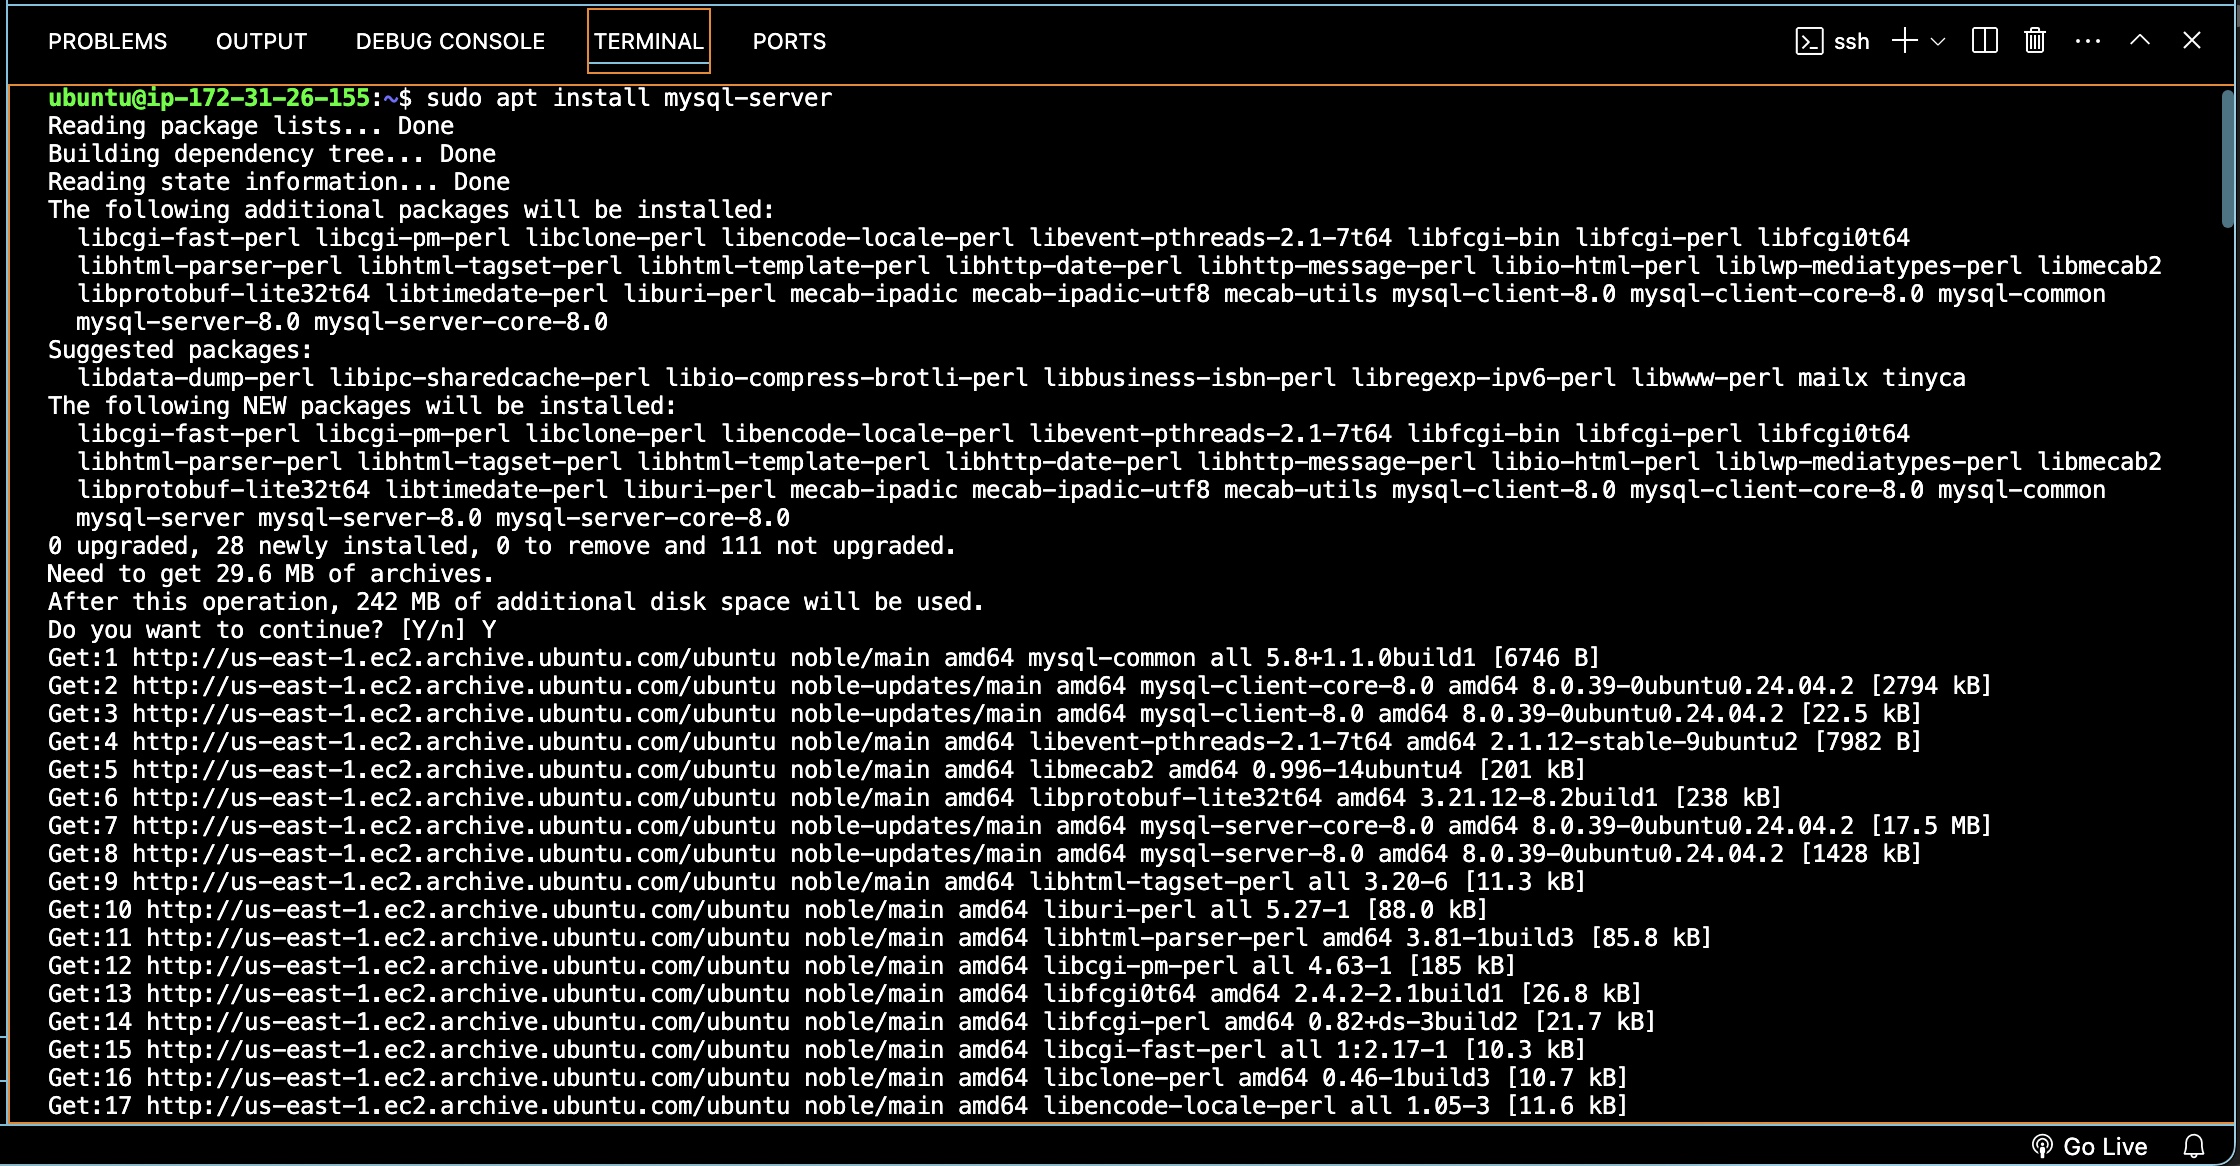 PROBLEMS OUTPUT DEBUG CONSOLE TERMINAL PORTS ssh
ubuntu@ip-172-31-26-155:~$ sudo apt install mysql-server
Reading package lists... Done
Building dependency tree... Done
Reading state information... Done
The following additional packages will be installed:
  libcgi-fast-perl libcgi-pm-perl libclone-perl libencode-locale-perl libevent-pthreads-2.1-7t64 libfcgi-bin libfcgi-perl libfcgi0t64
  libhtml-parser-perl libhtml-tagset-perl libhtml-template-perl libhttp-date-perl libhttp-message-perl libio-html-perl liblwp-mediatypes-perl libmecab2
  libprotobuf-lite32t64 libtimedate-perl liburi-perl mecab-ipadic mecab-ipadic-utf8 mecab-utils mysql-client-8.0 mysql-client-core-8.0 mysql-common
  mysql-server-8.0 mysql-server-core-8.0
Suggested packages:
  libdata-dump-perl libipc-sharedcache-perl libio-compress-brotli-perl libbusiness-isbn-perl libregexp-ipv6-perl libwww-perl mailx tinyca
The following NEW packages will be installed:
  libcgi-fast-perl libcgi-pm-perl libclone-perl libencode-locale-perl libevent-pthreads-2.1-7t64 libfcgi-bin libfcgi-perl libfcgi0t64
  libhtml-parser-perl libhtml-tagset-perl libhtml-template-perl libhttp-date-perl libhttp-message-perl libio-html-perl liblwp-mediatypes-perl libmecab2
  libprotobuf-lite32t64 libtimedate-perl liburi-perl mecab-ipadic mecab-ipadic-utf8 mecab-utils mysql-client-8.0 mysql-client-core-8.0 mysql-common
  mysql-server mysql-server-8.0 mysql-server-core-8.0
0 upgraded, 28 newly installed, 0 to remove and 111 not upgraded.
Need to get 29.6 MB of archives.
After this operation, 242 MB of additional disk space will be used.
Do you want to continue? [Y/n] Y
Get:1 http://us-east-1.ec2.archive.ubuntu.com/ubuntu noble/main amd64 mysql-common all 5.8+1.1.0build1 [6746 B]
Get:2 http://us-east-1.ec2.archive.ubuntu.com/ubuntu noble-updates/main amd64 mysql-client-core-8.0 amd64 8.0.39-0ubuntu0.24.04.2 [2794 kB]
Get:3 http://us-east-1.ec2.archive.ubuntu.com/ubuntu noble-updates/main amd64 mysql-client-8.0 amd64 8.0.39-0ubuntu0.24.04.2 [22.5 kB]
Get:4 http://us-east-1.ec2.archive.ubuntu.com/ubuntu noble/main amd64 libevent-pthreads-2.1-7t64 amd64 2.1.12-stable-9ubuntu2 [7982 B]
Get:5 http://us-east-1.ec2.archive.ubuntu.com/ubuntu noble/main amd64 libmecab2 amd64 0.996-14ubuntu4 [201 kB]
Get:6 http://us-east-1.ec2.archive.ubuntu.com/ubuntu noble/main amd64 libprotobuf-lite32t64 amd64 3.21.12-8.2build1 [238 kB]
Get:7 http://us-east-1.ec2.archive.ubuntu.com/ubuntu noble-updates/main amd64 mysql-server-core-8.0 amd64 8.0.39-0ubuntu0.24.04.2 [17.5 MB]
Get:8 http://us-east-1.ec2.archive.ubuntu.com/ubuntu noble-updates/main amd64 mysql-server-8.0 amd64 8.0.39-0ubuntu0.24.04.2 [1428 kB]
Get:9 http://us-east-1.ec2.archive.ubuntu.com/ubuntu noble/main amd64 libhtml-tagset-perl all 3.20-6 [11.3 kB]
Get:10 http://us-east-1.ec2.archive.ubuntu.com/ubuntu noble/main amd64 liburi-perl all 5.27-1 [88.0 kB]
Get:11 http://us-east-1.ec2.archive.ubuntu.com/ubuntu noble/main amd64 libhtml-parser-perl amd64 3.81-1build3 [85.8 kB]
Get:12 http://us-east-1.ec2.archive.ubuntu.com/ubuntu noble/main amd64 libcgi-pm-perl all 4.63-1 [185 kB]
Get:13 http://us-east-1.ec2.archive.ubuntu.com/ubuntu noble/main amd64 libfcgi0t64 amd64 2.4.2-2.1build1 [26.8 kB]
Get:14 http://us-east-1.ec2.archive.ubuntu.com/ubuntu noble/main amd64 libfcgi-perl amd64 0.82+ds-3build2 [21.7 kB]
Get:15 http://us-east-1.ec2.archive.ubuntu.com/ubuntu noble/main amd64 libcgi-fast-perl all 1:2.17-1 [10.3 kB]
Get:16 http://us-east-1.ec2.archive.ubuntu.com/ubuntu noble/main amd64 libclone-perl amd64 0.46-1build3 [10.7 kB]
Get:17 http://us-east-1.ec2.archive.ubuntu.com/ubuntu noble/main amd64 libencode-locale-perl all 1.05-3 [11.6 kB]
Go Live